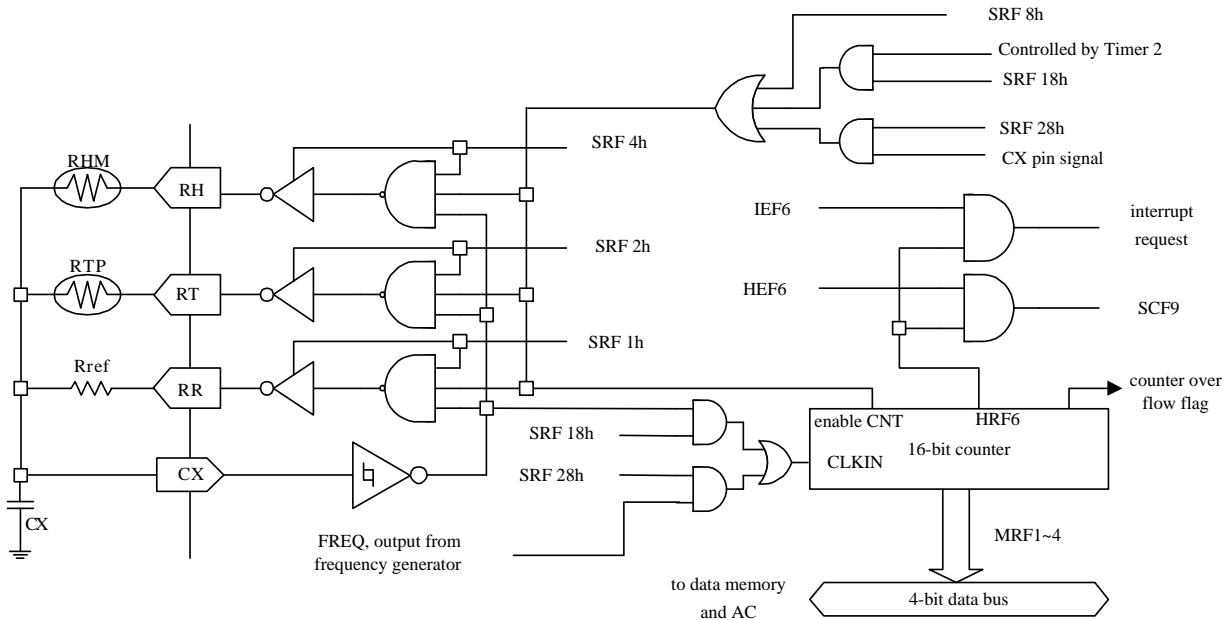 SRF 8h
Controlled by Timer 2
SRF 18h
SRF 28h
CX pin signal
SRF 4h
RHM
RH
IEF6
interrupt
request
SRF 2h
RTP
RT
HEF6
SCF9
SRF 1h
Rref
RR
counter over
flow flag
enable CNT
HRF6
16-bit counter
CLKIN
SRF 18h
SRF 28h
CX
CX
FREQ, output from
frequency generator
MRF1~4
to data memory
and AC
4-bit data bus